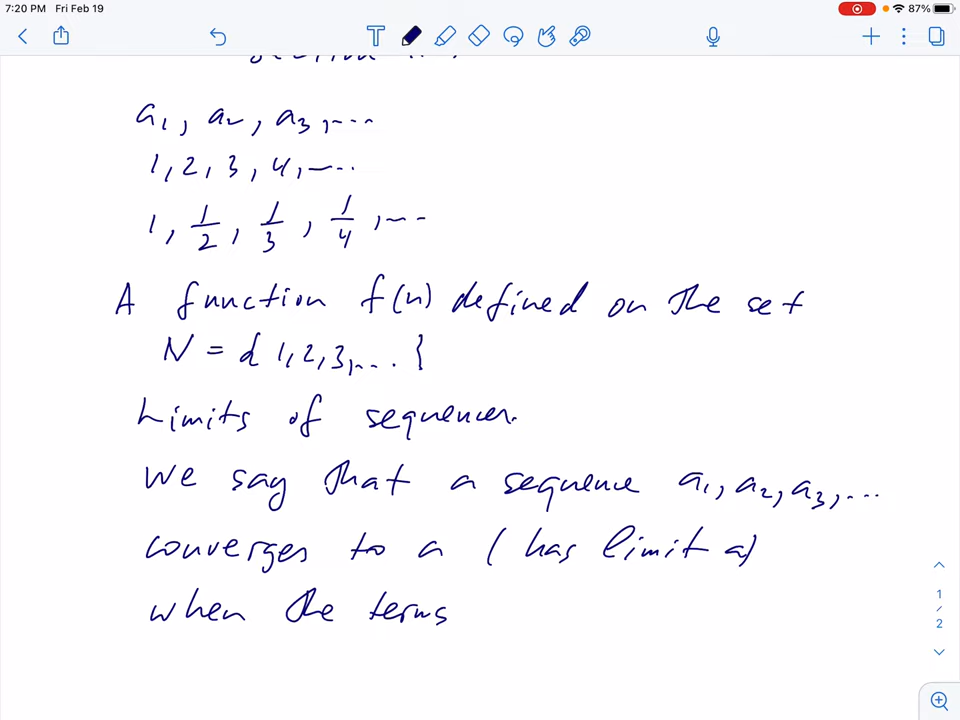 7:20 PM Fri Feb 19
87%
a₁, a₂, a₃, ...
1, 2, 3, 4, ...
1, 1/2, 1/3, 1/4, ...
A function f(n) defined on the set
N = { 1, 2, 3, ... }
Limits of sequences.
We say that a sequence a₁, a₂, a₃, ...
converges to a (has limit a)
when the terms
1
/
2